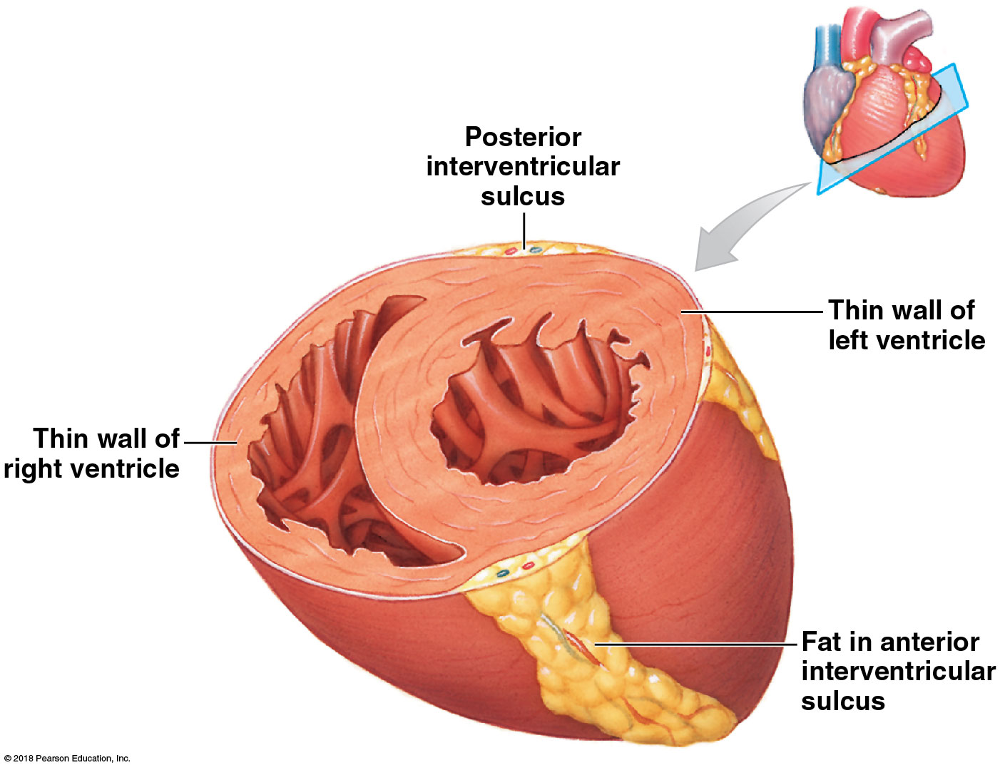 Posterior
interventricular
sulcus
Thin wall of
left ventricle
Thin wall of
right ventricle
Fat in anterior
interventricular
sulcus
© 2018 Pearson Education, Inc.